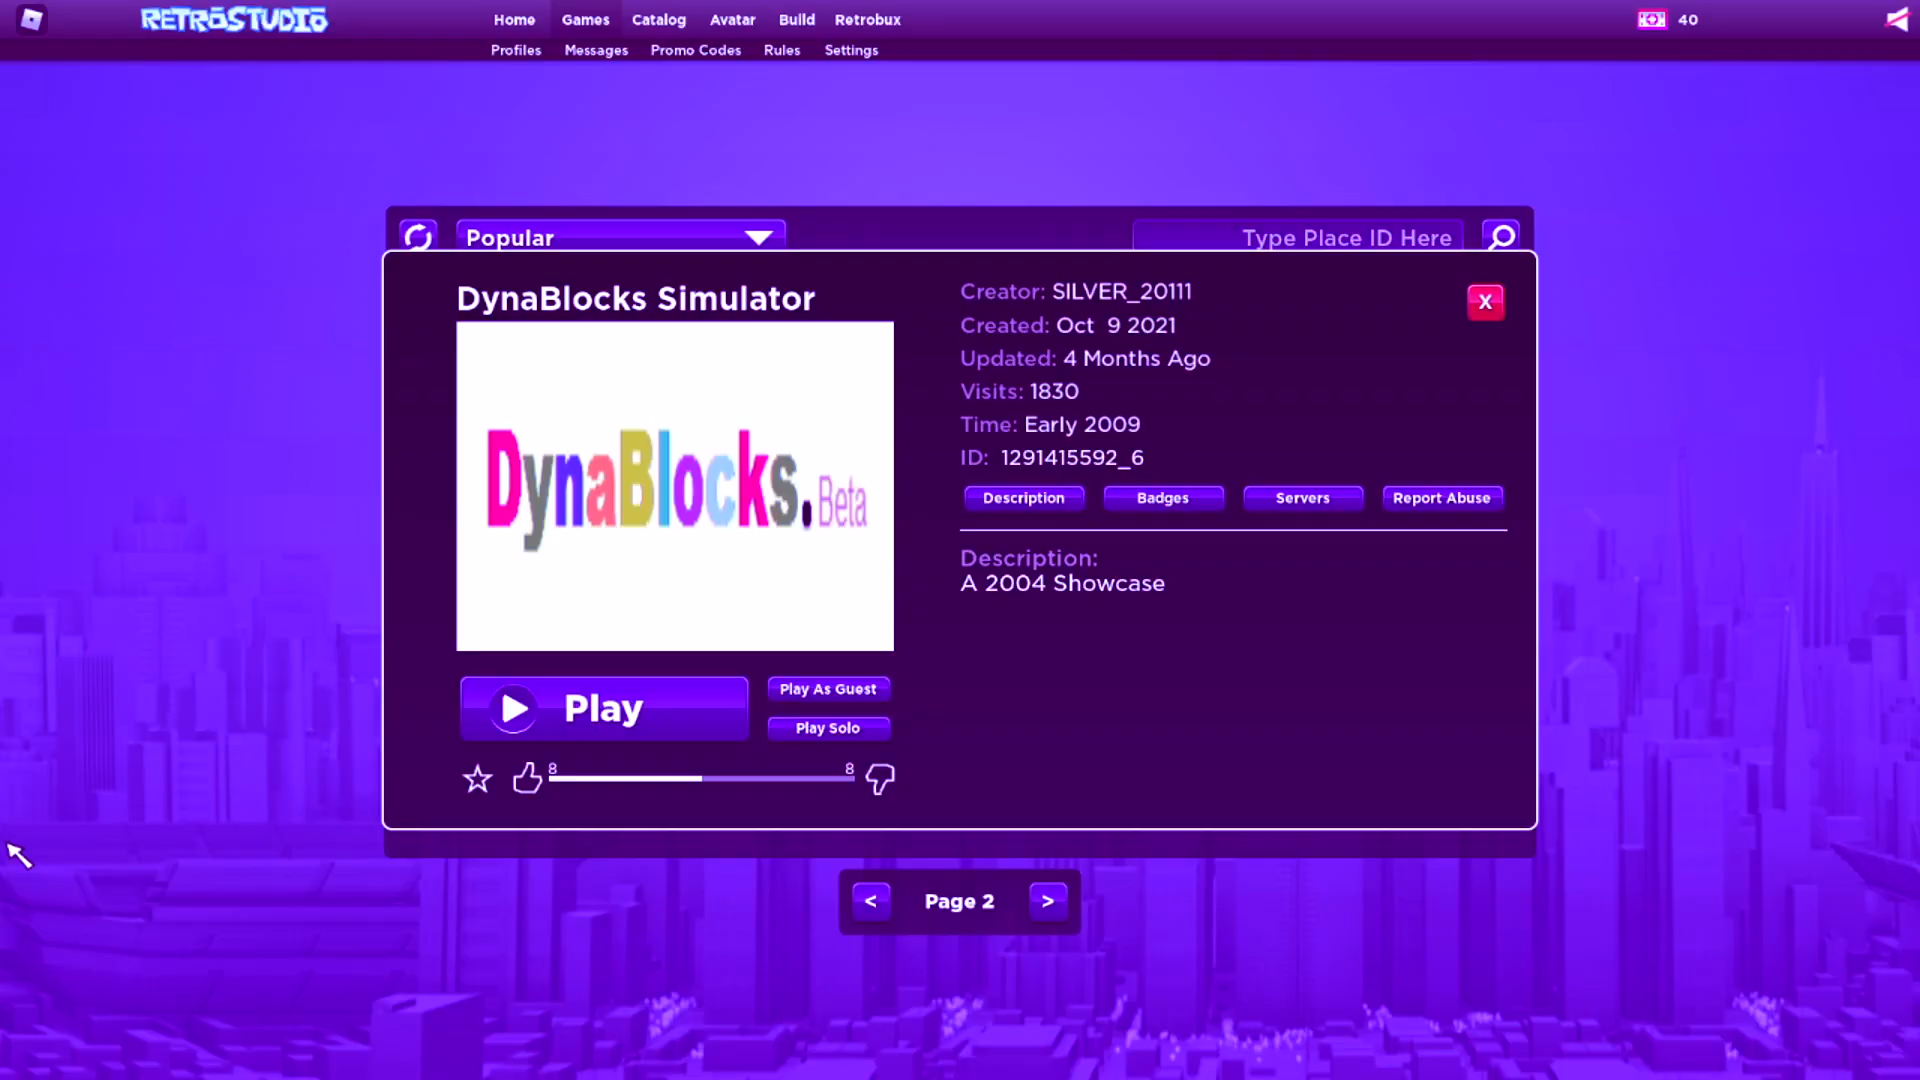 RETROSTUDIO
Home Games Catalog Avatar Build Retrobux
40
Profiles Messages Promo Codes Rules Settings
Popular
Type Place ID Here
DynaBlocks Simulator
DynaBlocks.Beta
Creator: SILVER_20111
X
Created: Oct 9 2021
Updated: 4 Months Ago
Visits: 1830
Time: Early 2009
ID: 1291415592_6
Description Badges Servers Report Abuse
Description:
A 2004 Showcase
Play
Play As Guest
Play Solo
8 8
< Page 2 >